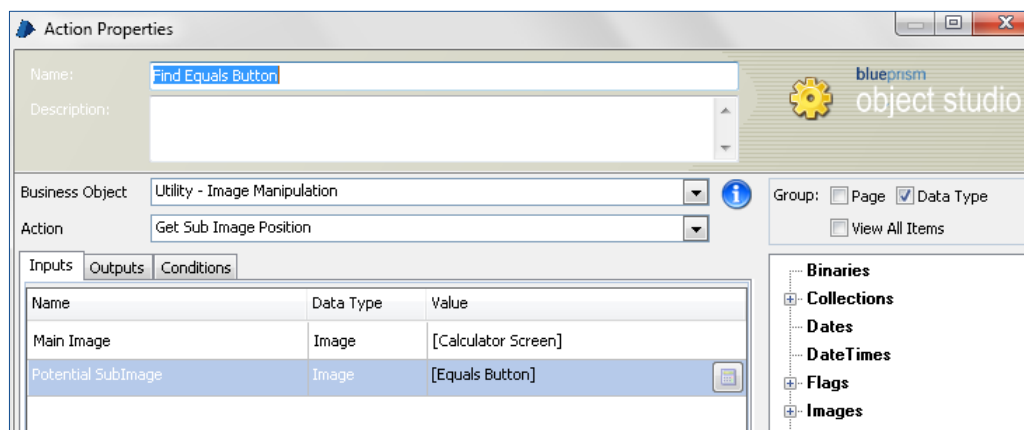 Action Properties
Name:
Find Equals Button
Description:
blueprism
object studio
Business Object
Utility - Image Manipulation
Action
Get Sub Image Position
Group:
Page
Data Type
View All Items
Inputs
Outputs
Conditions
Name Data Type Value
Main Image Image [Calculator Screen]
Potential SubImage Image [Equals Button]
Binaries
Collections
Dates
DateTimes
Flags
Images